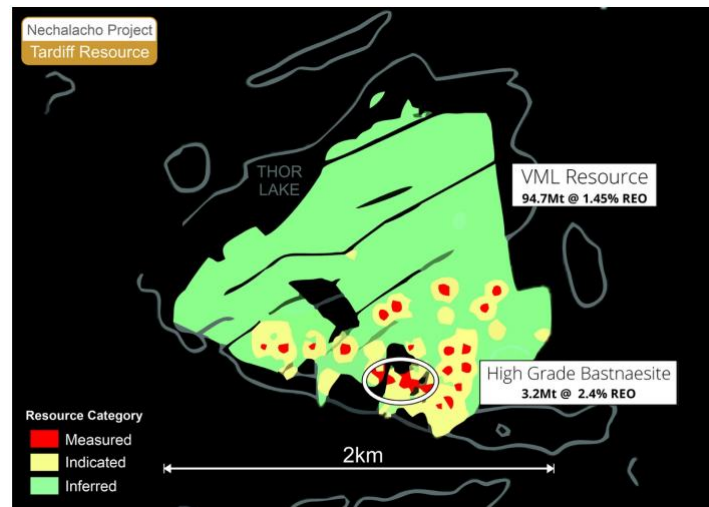 Nechalacho Project
Tardiff Resource
THOR
LAKE
VML Resource
94.7Mt @ 1.45% REO
High Grade Bastnaesite
3.2Mt @ 2.4% REO
Resource Category
Measured
Indicated
Inferred
2km